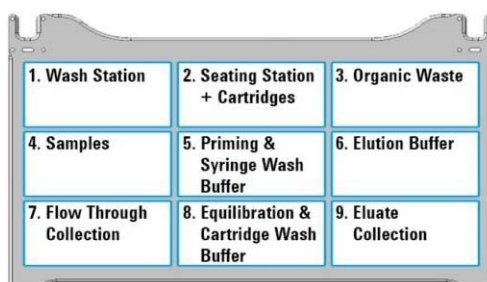 1. Wash Station
2. Seating Station
+ Cartridges
3. Organic Waste
4. Samples
5. Priming &
Syringe Wash
Buffer
6. Elution Buffer
7. Flow Through
Collection
8. Equilibration &
Cartridge Wash
Buffer
9. Eluate
Collection